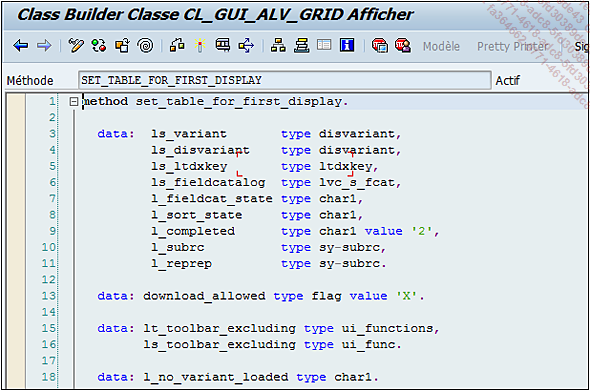 Class Builder Classe CL_GUI_ALV_GRID Afficher
Modèle Pretty Printer
Méthode SET_TABLE_FOR_FIRST_DISPLAY Actif
1 method set_table_for_first_display.
2
3 data: ls_variant type disvariant,
4 ls_disvariant type disvariant,
5 ls_ltdxkey type ltdxkey,
6 ls_fieldcatalog type lvc_s_fcat,
7 l_fieldcat_state type char1,
8 l_sort_state type char1,
9 l_completed type char1 value '2',
10 l_subrc type sy-subrc,
11 l_reprep type sy-subrc.
12
13 data: download_allowed type flag value 'X'.
14
15 data: lt_toolbar_excluding type ui_functions,
16 ls_toolbar_excluding type ui_func.
17
18 data: l_no_variant_loaded type char1.